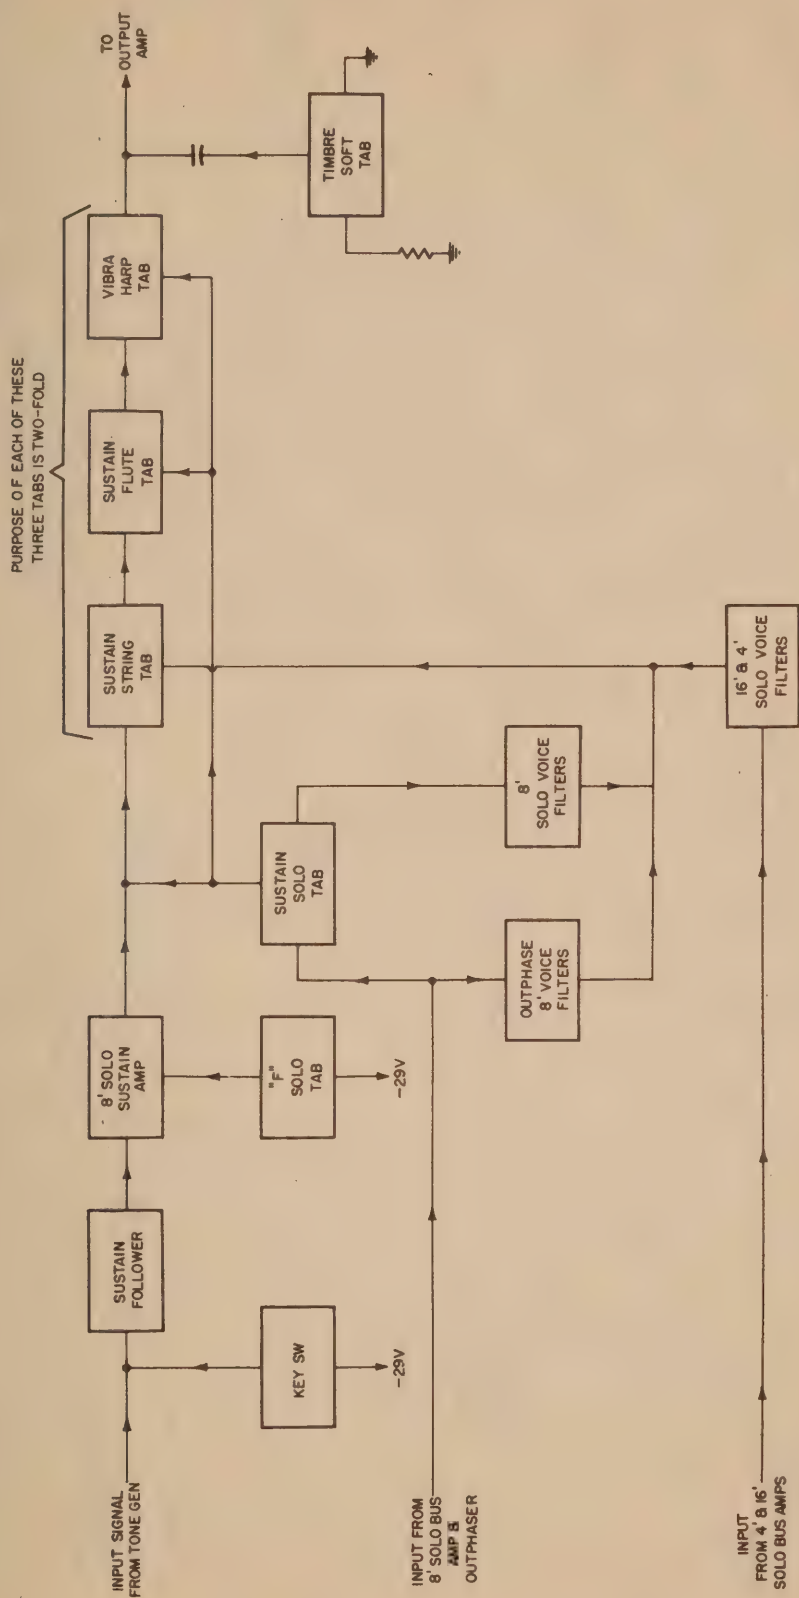 PURPOSE OF EACH OF THESE
THREE TABS IS TWO-FOLD
TO
OUTPUT
AMP
SUSTAIN
FOLLOWER
8' SOLO
SUSTAIN
AMP
SUSTAIN
STRING
TAB
SUSTAIN
FLUTE
TAB
VIBRA
HARP
TAB
INPUT SIGNAL
FROM TONE GEN
KEY SW
-29V
"F"
SOLO
TAB
-29V
SUSTAIN
SOLO
TAB
TIMBRE
SOFT
TAB
INPUT FROM
8' SOLO BUS
AMP &
OUTPHASER
OUTPHASE
8' VOICE
FILTERS
8'
SOLO VOICE
FILTERS
INPUT
FROM 4' & 16'
SOLO BUS AMPS
16' & 4'
SOLO VOICE
FILTERS